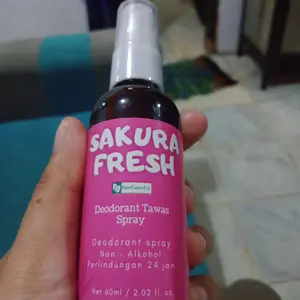 SAKURA
FRESH
Deodorant Tawas
Spray
Deodorant spray
Non - Alkohol
Perlindungan 24 jam
Net 60ml / 2.02 fl. oz